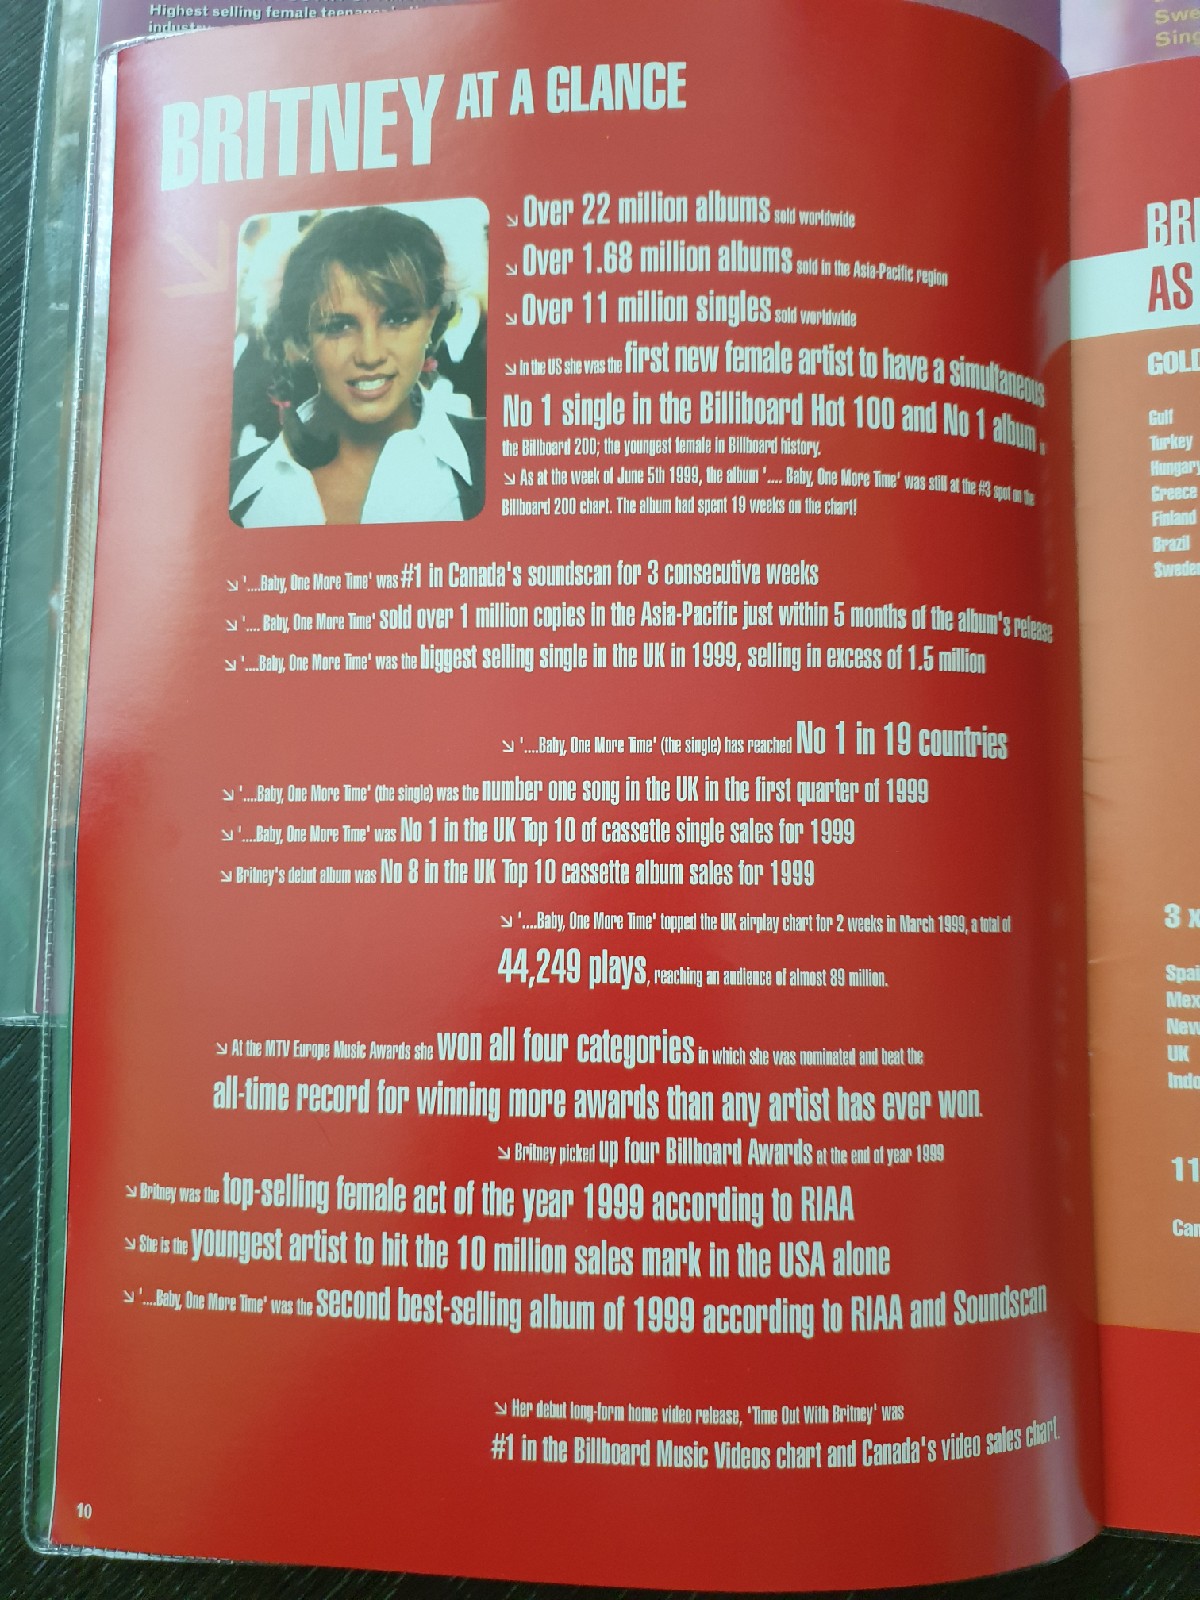 Highest selling female teenager
industry
Swe
Sing
BRITNEY AT A GLANCE
Over 22 million albums sold worldwide
Over 1.68 million albums sold in the Asia-Pacific region
Over 11 million singles sold worldwide
In the US she was the first new female artist to have a simultaneous
No 1 single in the Billiboard Hot 100 and No 1 album
the Billboard 200; the youngest female in Billboard history.
As at the week of June 5th 1999, the album '.... Baby, One More Time' was still at the #3 spot on the
Billboard 200 chart. The album had spent 19 weeks on the chart!
'....Baby, One More Time' was #1 in Canada's soundscan for 3 consecutive weeks
'.... Baby, One More Time' sold over 1 million copies in the Asia-Pacific just within 5 months of the album's release
'....Baby, One More Time' was the biggest selling single in the UK in 1999, selling in excess of 1.5 million
'....Baby, One More Time' (the single) has reached No 1 in 19 countries
'....Baby, One More Time' (the single) was the number one song in the UK in the first quarter of 1999
'....Baby, One More Time' was No 1 in the UK Top 10 of cassette single sales for 1999
Britney's debut album was No 8 in the UK Top 10 cassette album sales for 1999
'....Baby, One More Time' topped the UK airplay chart for 2 weeks in March 1999, a total of
44,249 plays, reaching an audience of almost 89 million.
At the MTV Europe Music Awards she won all four categories in which she was nominated and beat the
all-time record for winning more awards than any artist has ever won.
Britney picked up four Billboard Awards at the end of year 1999
Britney was the top-selling female act of the year 1999 according to RIAA
She is the youngest artist to hit the 10 million sales mark in the USA alone
'....Baby, One More Time' was the second best-selling album of 1999 according to RIAA and Soundscan
Her debut long-form home video release, 'Time Out With Britney' was
#1 in the Billboard Music Videos chart and Canada's video sales chart.
10
BRI
AS
GOLD
Gulf
Turkey
Hungary
Greece
Finland
Brazil
Sweden
3 x
Spai
Mex
New
UK
Indo
11
Can